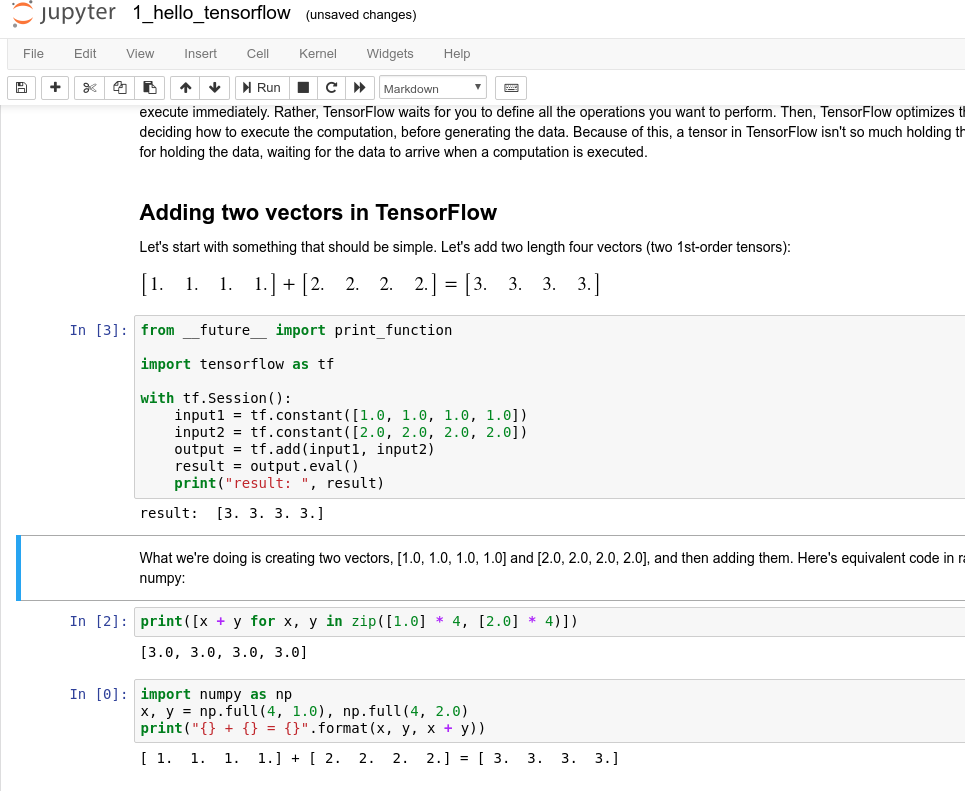 jupyter 1_hello_tensorflow (unsaved changes)
File Edit View Insert Cell Kernel Widgets Help
Run Markdown
execute immediately. Rather, TensorFlow waits for you to define all the operations you want to perform. Then, TensorFlow optimizes
deciding how to execute the computation, before generating the data. Because of this, a tensor in TensorFlow isn't so much holding
for holding the data, waiting for the data to arrive when a computation is executed.
Adding two vectors in TensorFlow
Let's start with something that should be simple. Let's add two length four vectors (two 1st-order tensors):
[1. 1. 1. 1.] + [2. 2. 2. 2.] = [3. 3. 3. 3.]
In [3]: from __future__ import print_function
import tensorflow as tf
with tf.Session():
    input1 = tf.constant([1.0, 1.0, 1.0, 1.0])
    input2 = tf.constant([2.0, 2.0, 2.0, 2.0])
    output = tf.add(input1, input2)
    result = output.eval()
    print("result: ", result)
result:  [3. 3. 3. 3.]
What we're doing is creating two vectors, [1.0, 1.0, 1.0, 1.0] and [2.0, 2.0, 2.0, 2.0], and then adding them. Here's equivalent code in
numpy:
In [2]: print([x + y for x, y in zip([1.0] * 4, [2.0] * 4)])
[3.0, 3.0, 3.0, 3.0]
In [0]: import numpy as np
x, y = np.full(4, 1.0), np.full(4, 2.0)
print("{} + {} = {}".format(x, y, x + y))
[ 1.  1.  1.  1.] + [ 2.  2.  2.  2.] = [ 3.  3.  3.  3.]